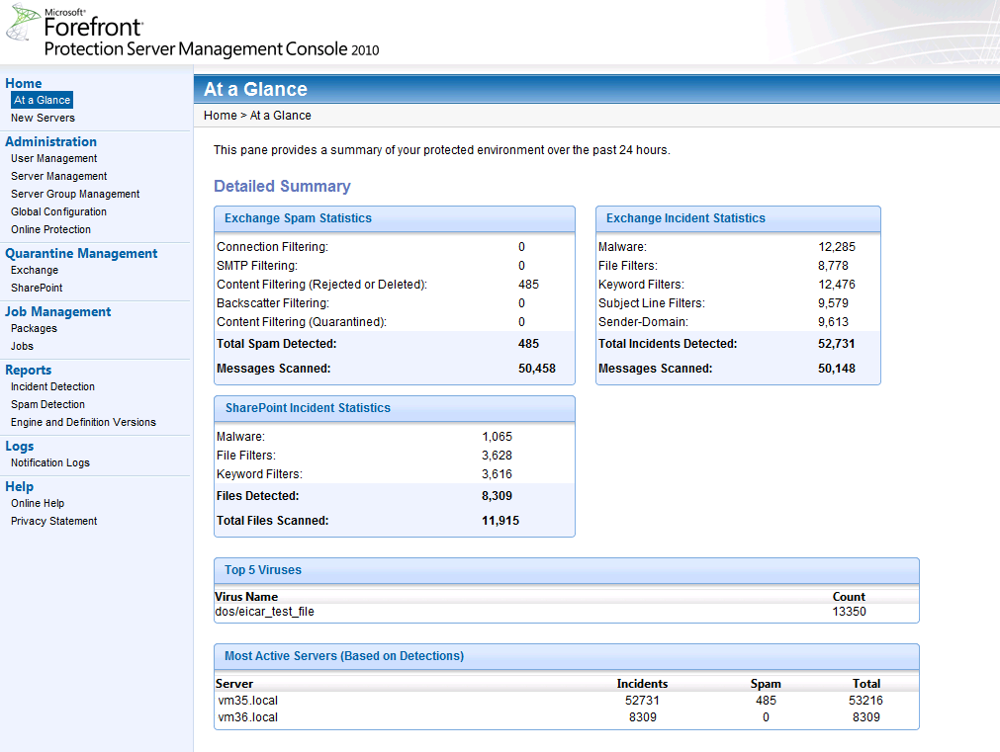 Microsoft®
Forefront®
Protection Server Management Console 2010
Home
At a Glance
New Servers
Administration
User Management
Server Management
Server Group Management
Global Configuration
Online Protection
Quarantine Management
Exchange
SharePoint
Job Management
Packages
Jobs
Reports
Incident Detection
Spam Detection
Engine and Definition Versions
Logs
Notification Logs
Help
Online Help
Privacy Statement
At a Glance
Home > At a Glance
This pane provides a summary of your protected environment over the past 24 hours.
Detailed Summary
Exchange Spam Statistics
Connection Filtering: 0
SMTP Filtering: 0
Content Filtering (Rejected or Deleted): 485
Backscatter Filtering: 0
Content Filtering (Quarantined): 0
Total Spam Detected: 485
Messages Scanned: 50,458
Exchange Incident Statistics
Malware: 12,285
File Filters: 8,778
Keyword Filters: 12,476
Subject Line Filters: 9,579
Sender-Domain: 9,613
Total Incidents Detected: 52,731
Messages Scanned: 50,148
SharePoint Incident Statistics
Malware: 1,065
File Filters: 3,628
Keyword Filters: 3,616
Files Detected: 8,309
Total Files Scanned: 11,915
Top 5 Viruses
Virus Name Count
dos/eicar_test_file 13350
Most Active Servers (Based on Detections)
Server Incidents Spam Total
vm35.local 52731 485 53216
vm36.local 8309 0 8309